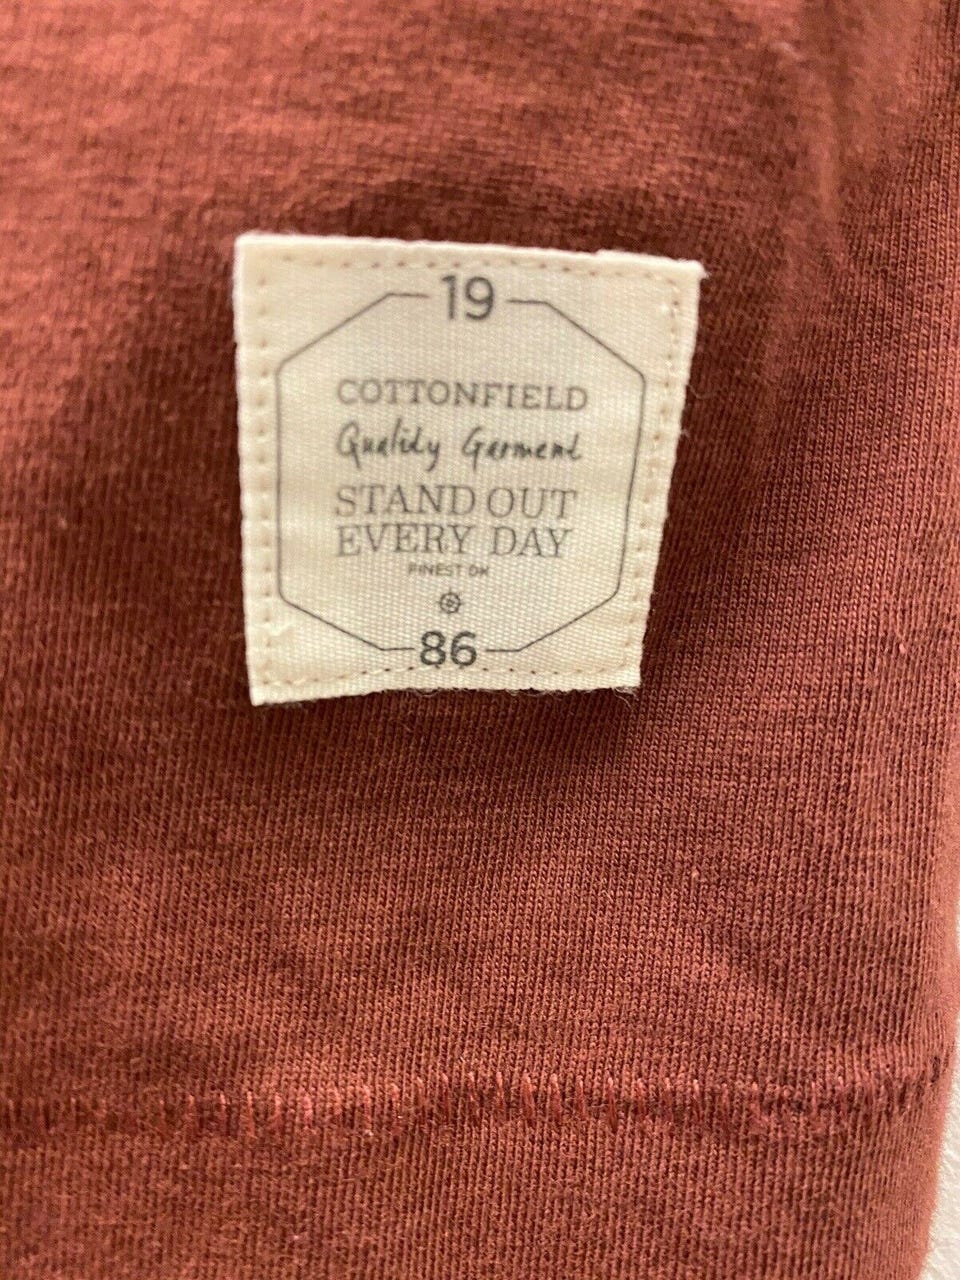 19
COTTONFIELD
Quality Garment
STAND OUT
EVERY DAY
FINEST DK
86